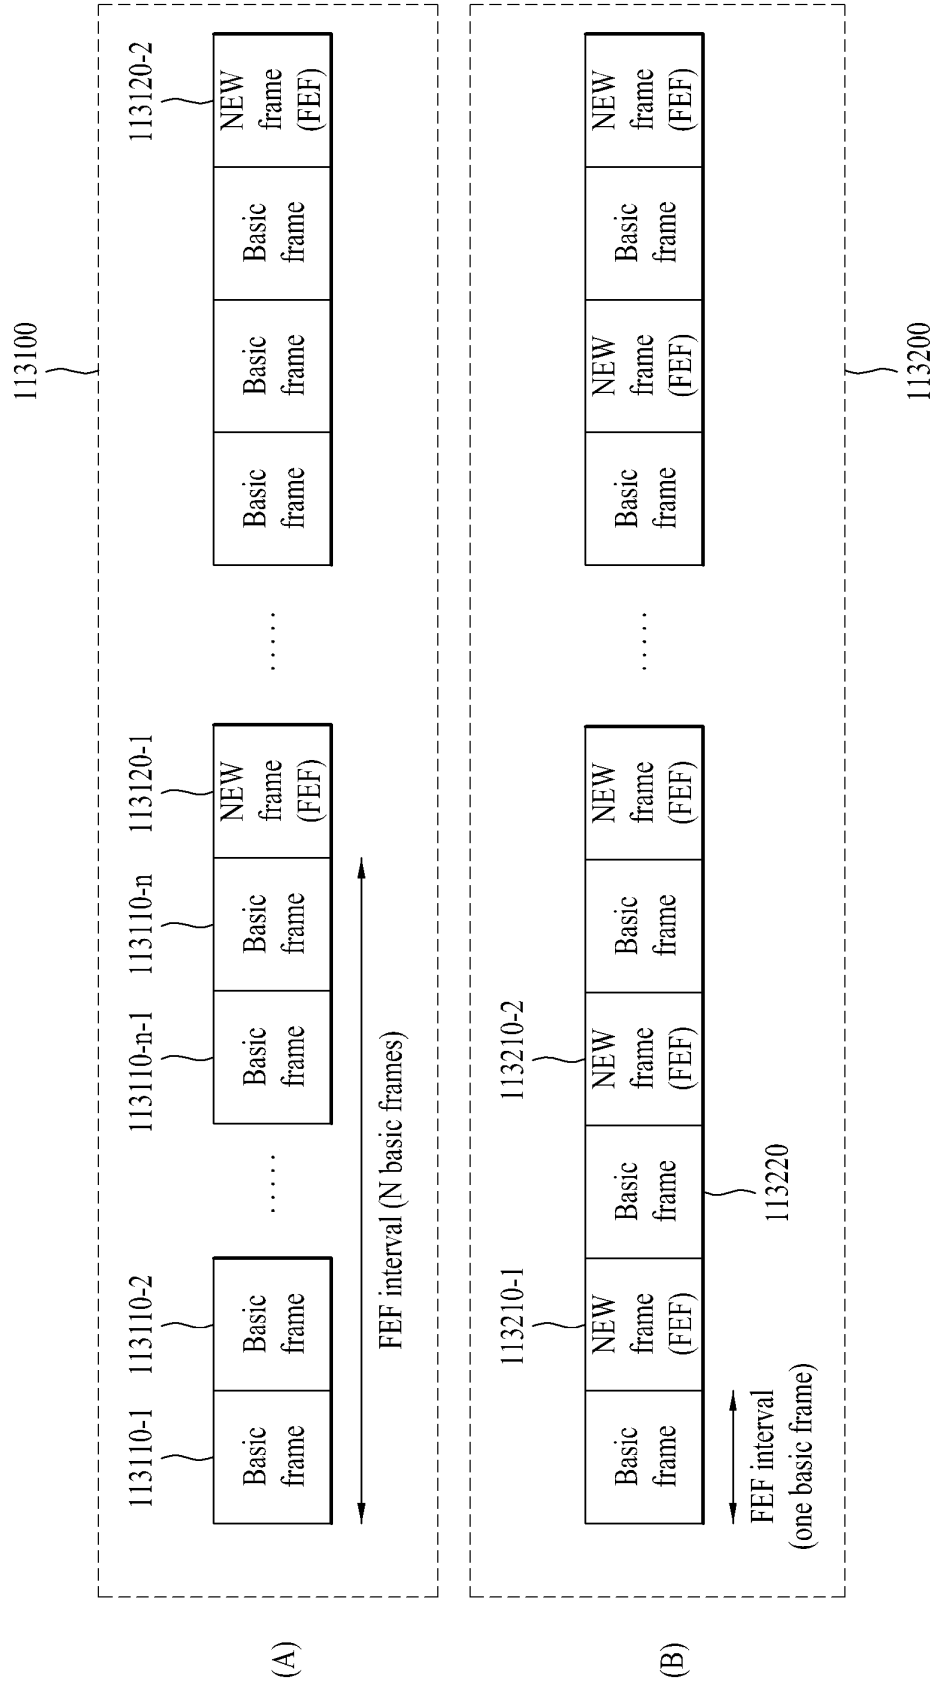 113100
113110-1
113110-2
113110-n-1
113110-n
113120-1
113120-2
(A)
Basic
frame
Basic
frame
.....
Basic
frame
Basic
frame
NEW
frame
(FEF)
.....
Basic
frame
Basic
frame
Basic
frame
NEW
frame
(FEF)
FEF interval (N basic frames)
113210-1
113210-2
(B)
Basic
frame
NEW
frame
(FEF)
Basic
frame
NEW
frame
(FEF)
Basic
frame
NEW
frame
(FEF)
.....
Basic
frame
NEW
frame
(FEF)
Basic
frame
NEW
frame
(FEF)
113220
FEF interval
(one basic frame)
113200